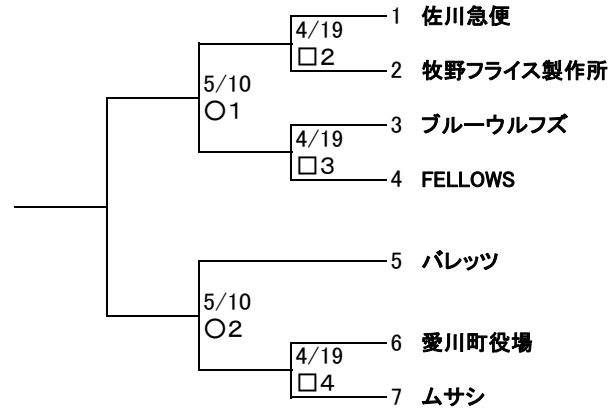 1 佐川急便
4/19
□2
2 牧野フライス製作所
5/10
○1
3 ブルーウルフズ
4/19
□3
4 FELLOWS
5 バレッツ
5/10
○2
6 愛川町役場
4/19
□4
7 ムサシ